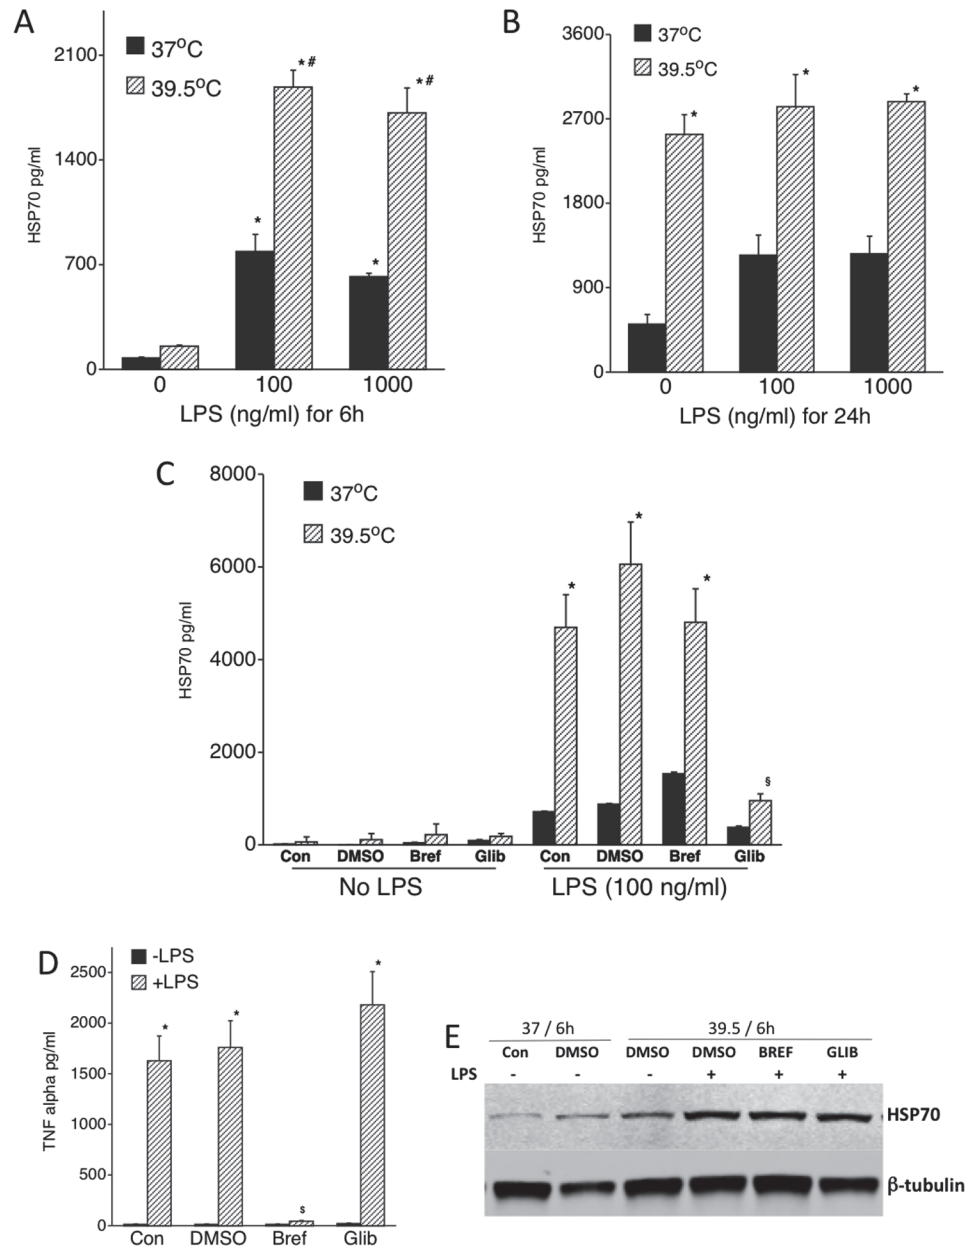 A
HSP70 pg/ml
2100
1400
700
0
37°C
39.5°C
*
*#
*
*#
0 100 1000
LPS (ng/ml) for 6h
B
HSP70 pg/ml
3600
2700
1800
900
0
37°C
39.5°C
*
*
*
0 100 1000
LPS (ng/ml) for 24h
C
HSP70 pg/ml
8000
6000
4000
2000
0
37°C
39.5°C
*
*
*
§
Con DMSO Bref Glib Con DMSO Bref Glib
No LPS LPS (100 ng/ml)
D
TNF alpha pg/ml
2500
2000
1500
1000
500
0
-LPS
+LPS
*
*
$
*
Con DMSO Bref Glib
E
37 / 6h 39.5 / 6h
Con DMSO DMSO DMSO BREF GLIB
LPS - - - + + +
HSP70
β-tubulin